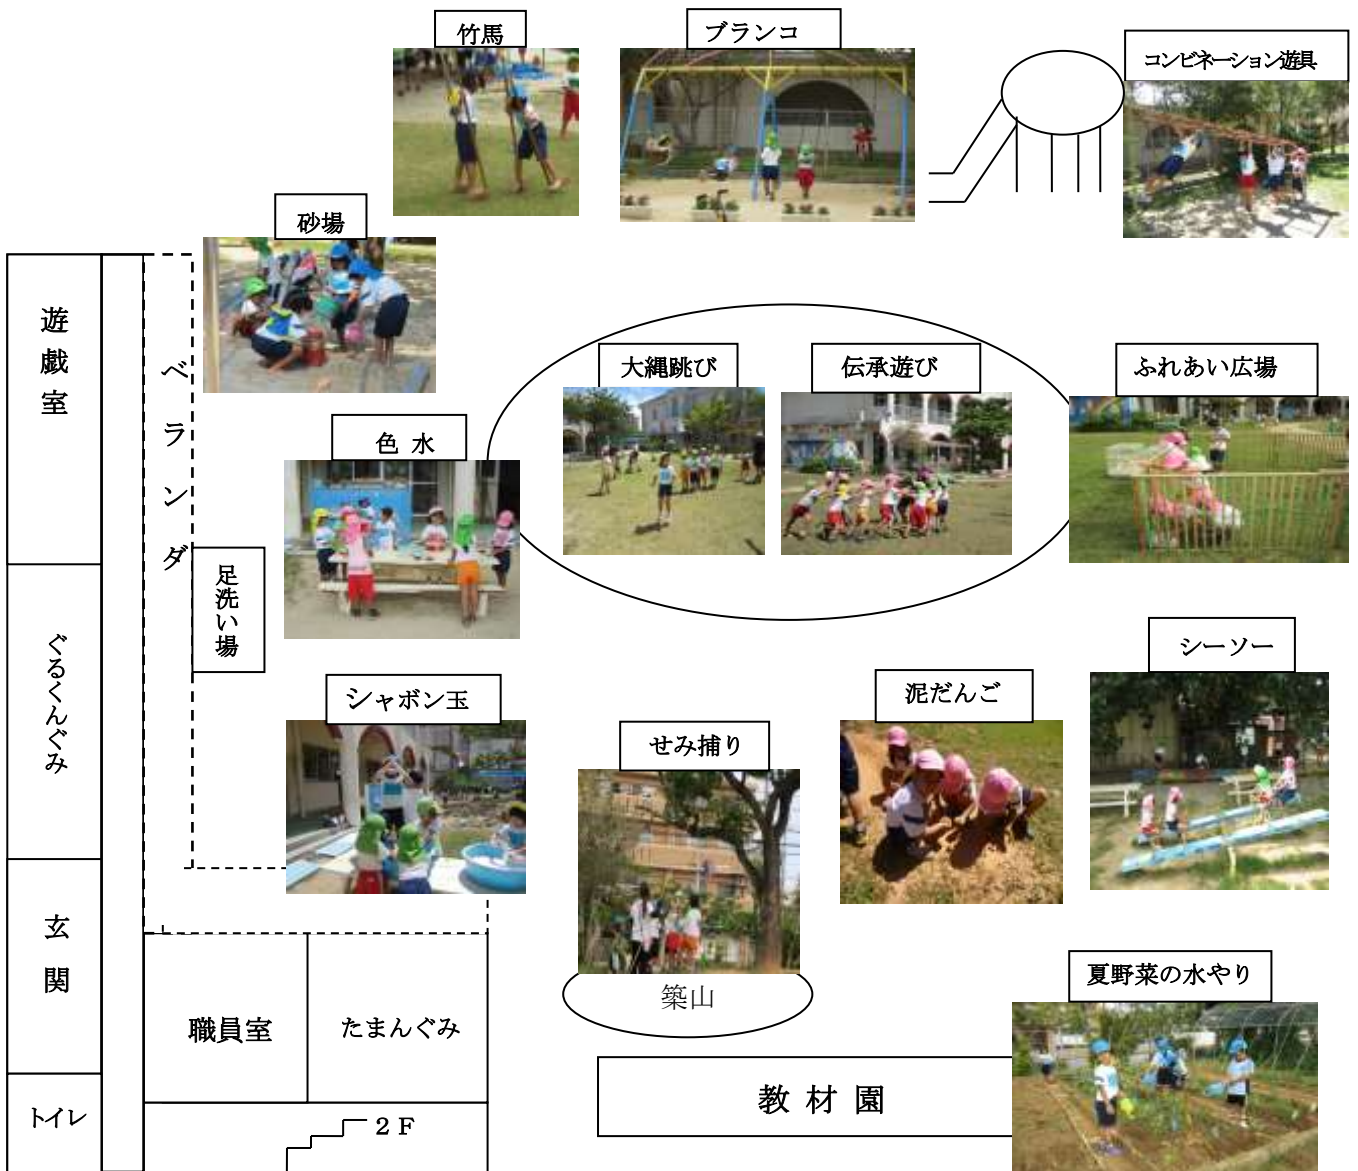 竹馬
ブランコ
コンビネーション遊具
砂場
遊戯室
ベランダ
大縄跳び
伝承遊び
ふれあい広場
色水
足洗い場
ぐるくんぐみ
シャボン玉
せみ捕り
泥だんご
シーソー
玄関
職員室
たまんぐみ
築山
夏野菜の水やり
教材園
トイレ
2F